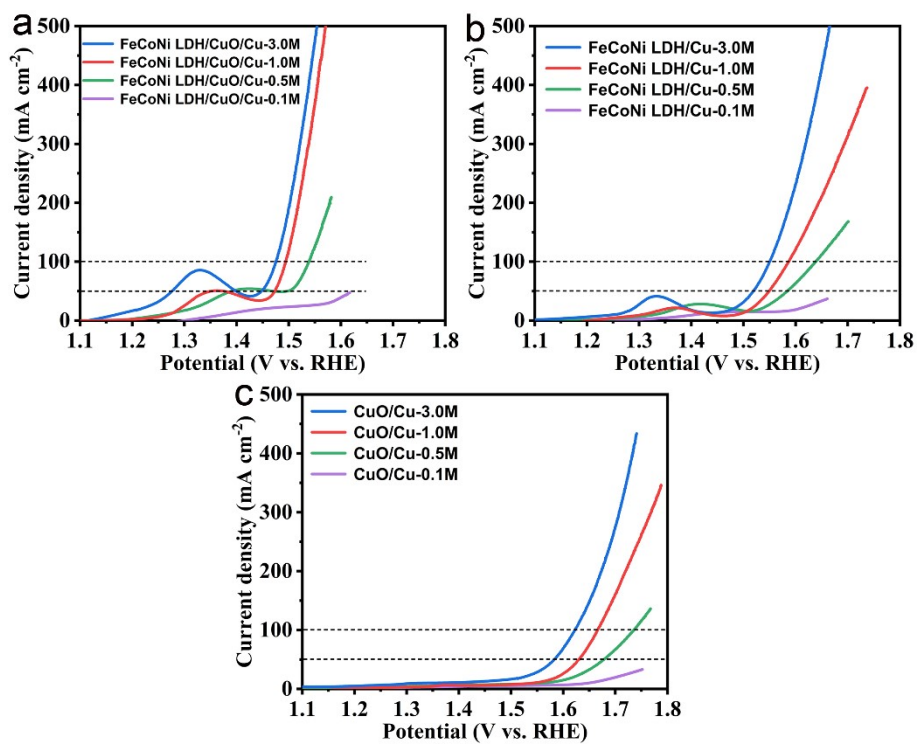 a
500
400
300
200
100
0
Current density (mA cm⁻²)
FeCoNi LDH/CuO/Cu-3.0M
FeCoNi LDH/CuO/Cu-1.0M
FeCoNi LDH/CuO/Cu-0.5M
FeCoNi LDH/CuO/Cu-0.1M
1.1 1.2 1.3 1.4 1.5 1.6 1.7 1.8
Potential (V vs. RHE)
b
500
400
300
200
100
0
Current density (mA cm⁻²)
FeCoNi LDH/Cu-3.0M
FeCoNi LDH/Cu-1.0M
FeCoNi LDH/Cu-0.5M
FeCoNi LDH/Cu-0.1M
1.1 1.2 1.3 1.4 1.5 1.6 1.7 1.8
Potential (V vs. RHE)
c
500
400
300
200
100
0
Current density (mA cm⁻²)
CuO/Cu-3.0M
CuO/Cu-1.0M
CuO/Cu-0.5M
CuO/Cu-0.1M
1.1 1.2 1.3 1.4 1.5 1.6 1.7 1.8
Potential (V vs. RHE)